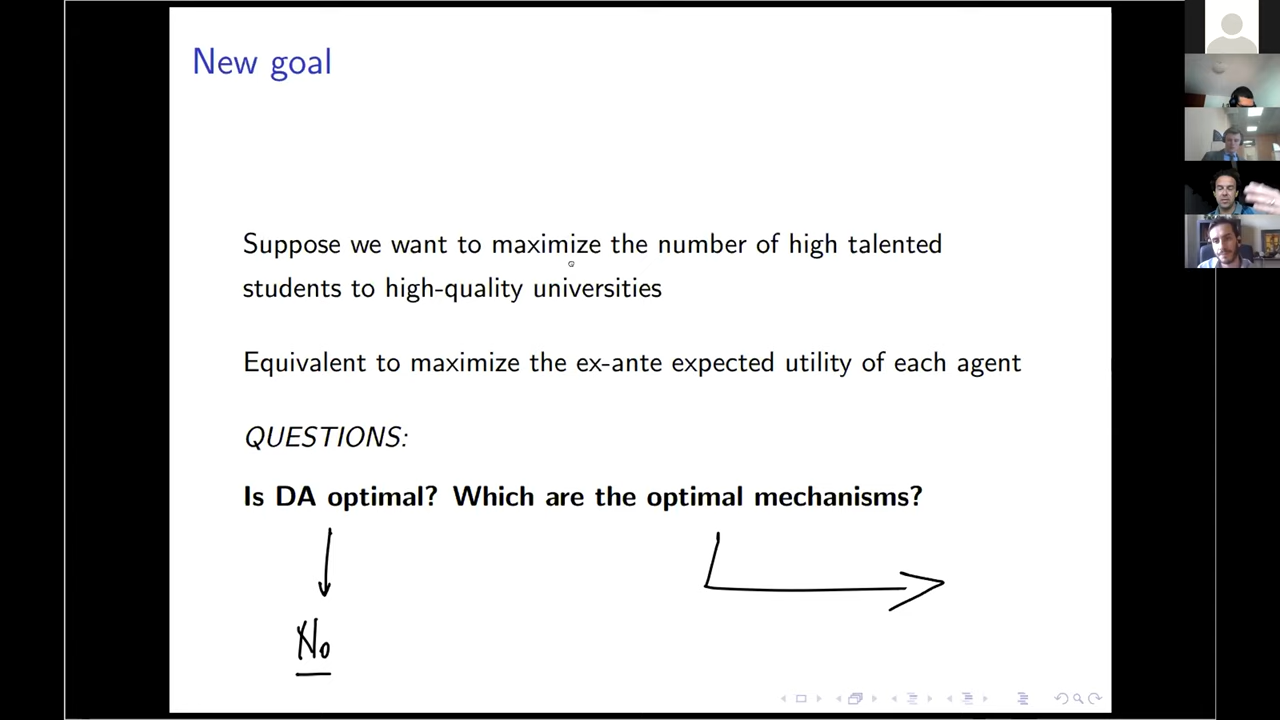 New goal
Suppose we want to maximize the number of high talented
students to high-quality universities
Equivalent to maximize the ex-ante expected utility of each agent
QUESTIONS:
Is DA optimal? Which are the optimal mechanisms?
No